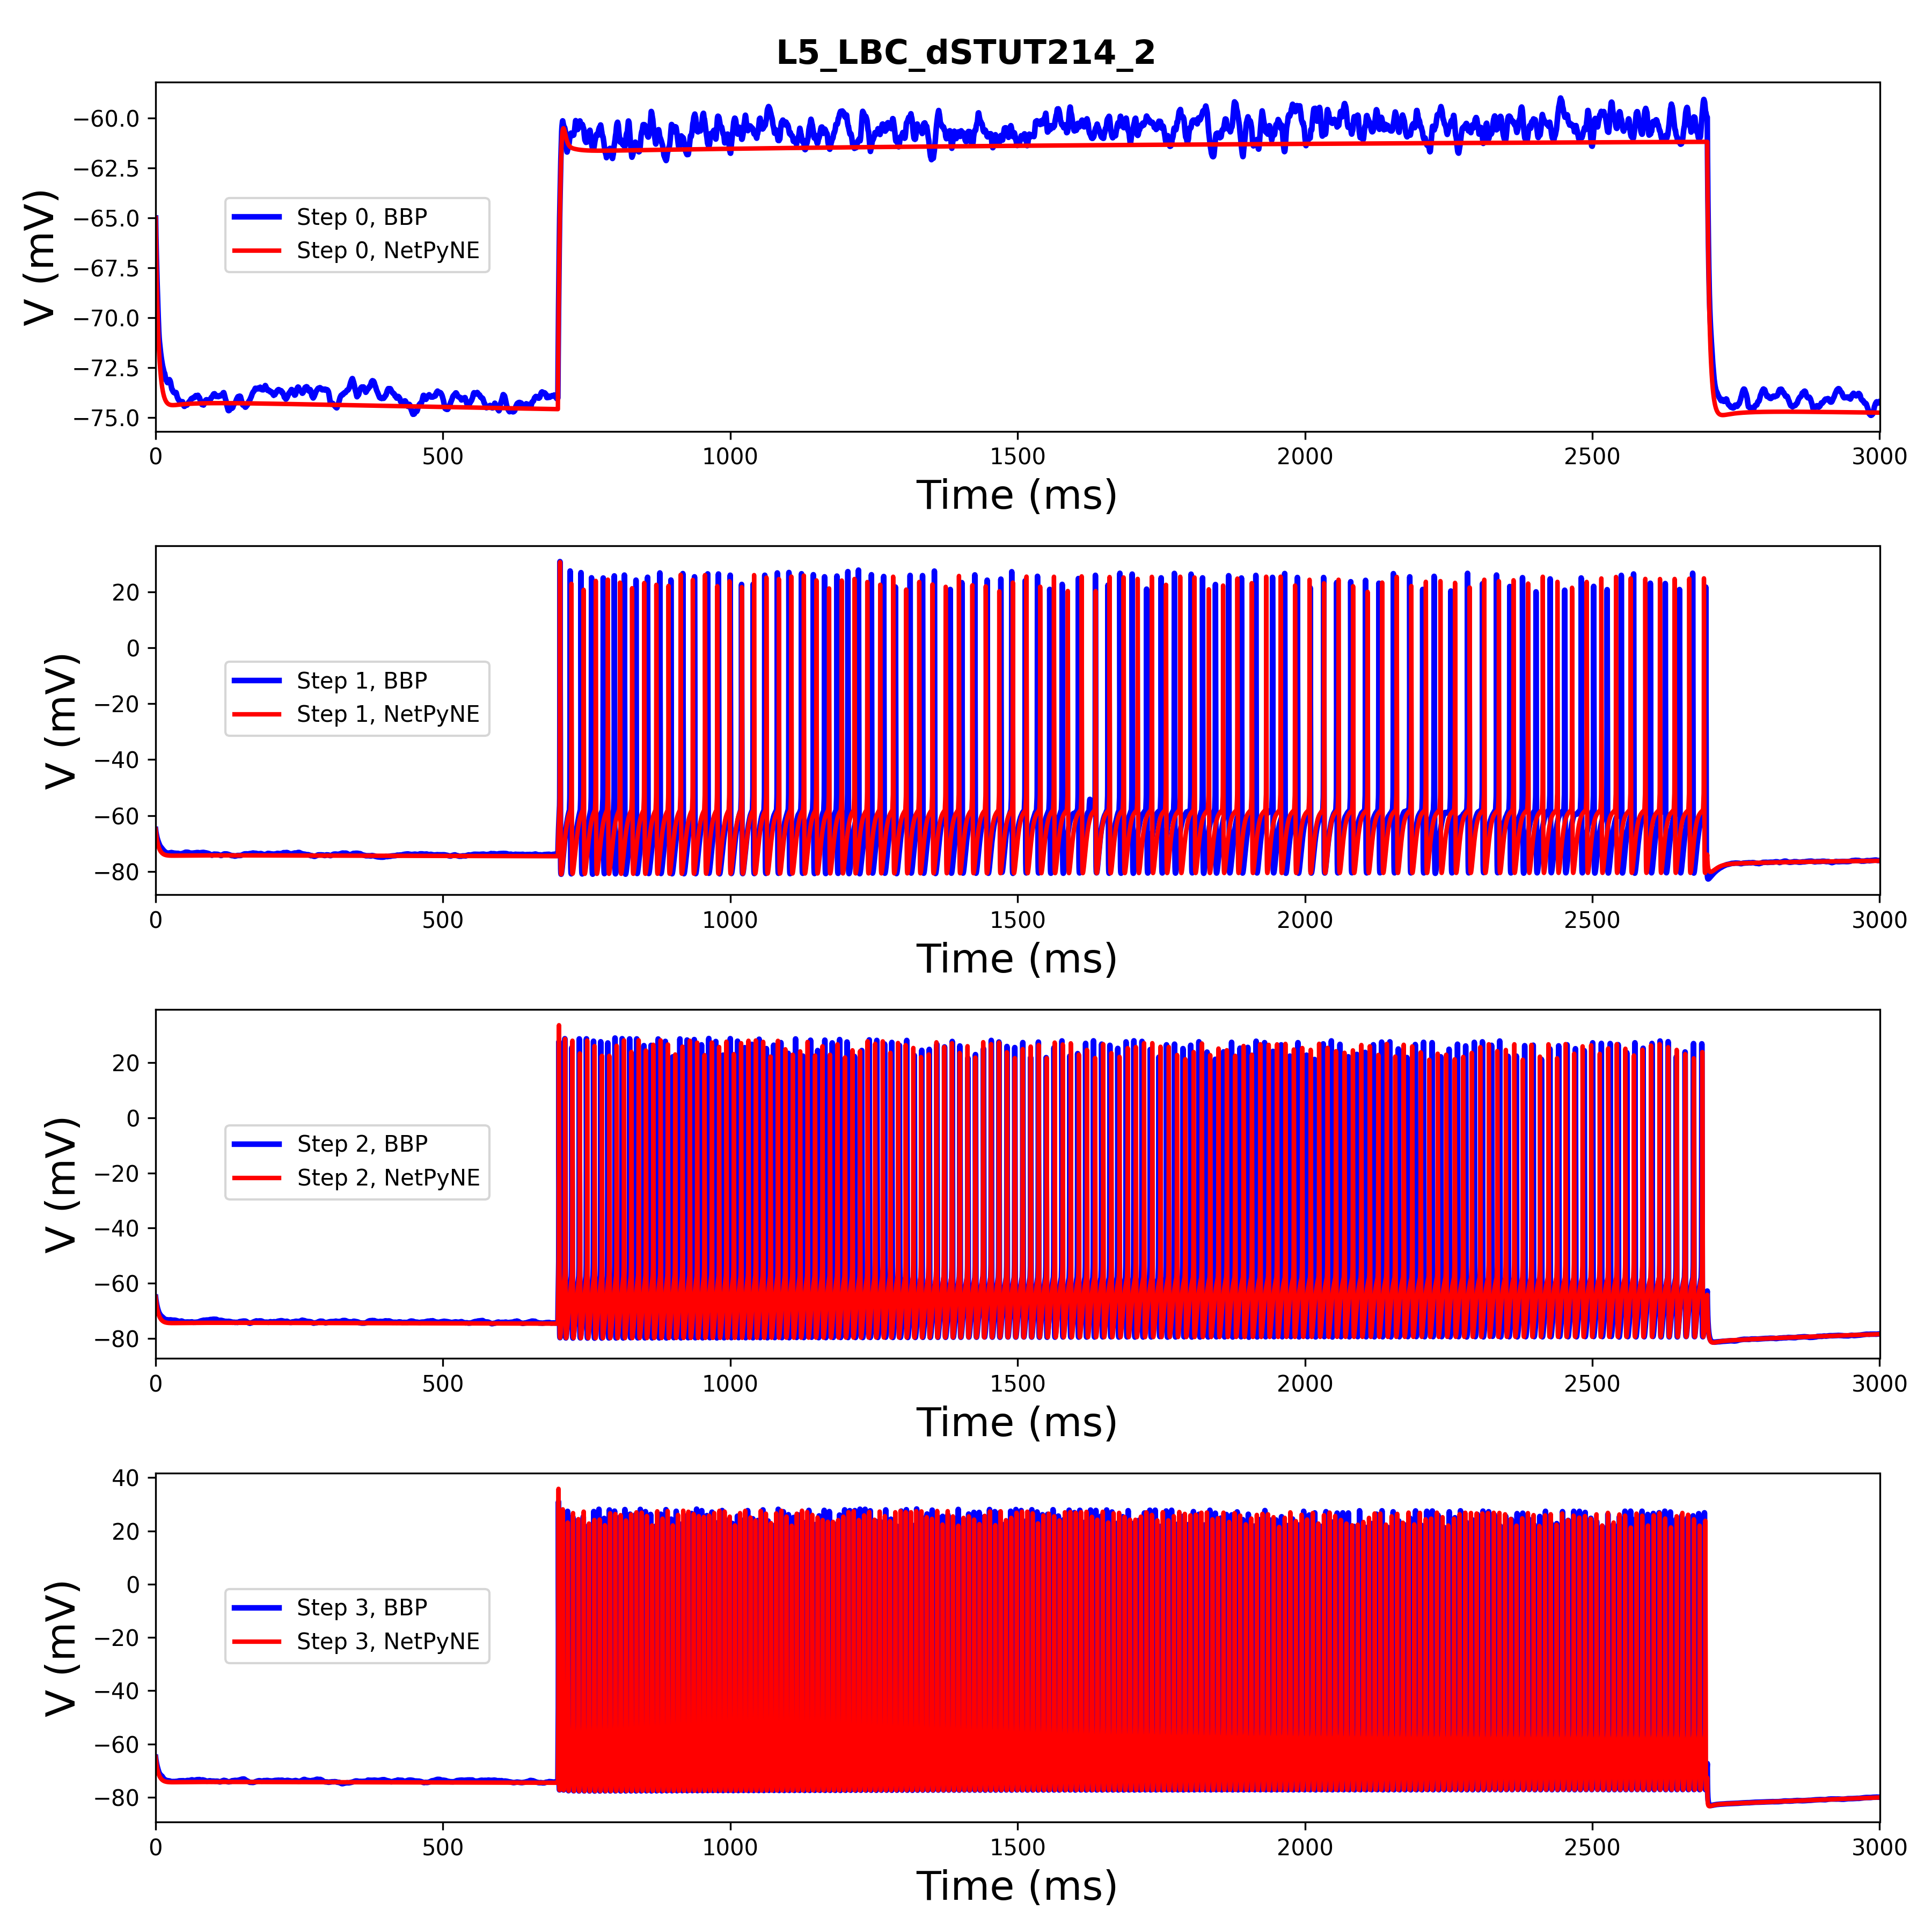 L5_LBC_dSTUT214_2
V (mV)
−60.0
−62.5
−65.0
−67.5
−70.0
−72.5
−75.0
Step 0, BBP
Step 0, NetPyNE
0 500 1000 1500 2000 2500 3000
Time (ms)
V (mV)
20
0
−20
−40
−60
−80
Step 1, BBP
Step 1, NetPyNE
0 500 1000 1500 2000 2500 3000
Time (ms)
V (mV)
20
0
−20
−40
−60
−80
Step 2, BBP
Step 2, NetPyNE
0 500 1000 1500 2000 2500 3000
Time (ms)
V (mV)
40
20
0
−20
−40
−60
−80
Step 3, BBP
Step 3, NetPyNE
0 500 1000 1500 2000 2500 3000
Time (ms)